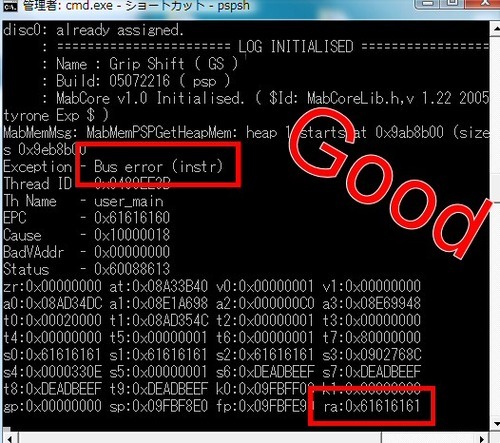 管理者: cmd.exe - ショートカット - pspsh
disc0: already assigned.
: ======================== LOG INITIALISED ==================
: Name : Grip Shift ( GS )
: Build: 05072216 ( psp )
: MabCore v1.0 Initialised. ( $Id: MabCoreLib.h,v 1.22 2005
tyrone Exp $ )
MabMemMsg: MabMemPSPGetHeapMem: heap 1 starts at 0x9ab8b00 (size
s 0x9eb8b00
Exception - Bus error (instr)
Thread ID - 0x0480EE3B
Th Name - user_main
EPC - 0x61616160
Cause - 0x10000018
BadVAddr - 0x00000000
Status - 0x60088613
zr:0x00000000 at:0x08A33B40 v0:0x00000001 v1:0x00000000
a0:0x08AD34DC a1:0x08E1A698 a2:0x000000C0 a3:0x08E69948
t0:0x00020000 t1:0x08AD354C t2:0x00000001 t3:0x00000000
t4:0x00000000 t5:0x00000001 t6:0x00000000 t7:0x80000000
s0:0x61616161 s1:0x61616161 s2:0x61616161 s3:0x0902768C
s4:0x0000330E s5:0x00000001 s6:0xDEADBEEF s7:0xDEADBEEF
t8:0xDEADBEEF t9:0xDEADBEEF k0:0x09FBFF00 k1:0x00000000
gp:0x00000000 sp:0x09FBF8E0 fp:0x09FBFE90 ra:0x61616161
Good